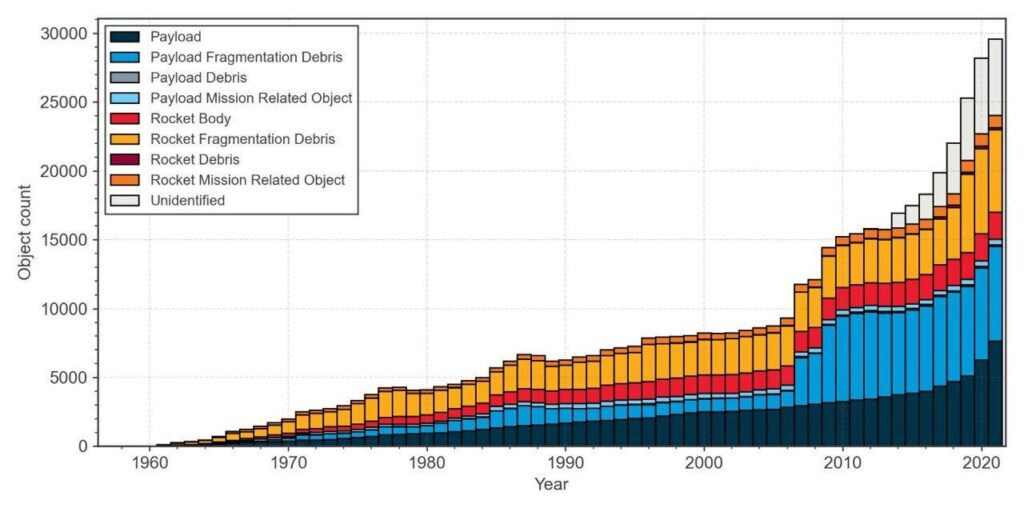 30000
25000
20000
15000
10000
5000
0
Object count
Payload
Payload Fragmentation Debris
Payload Debris
Payload Mission Related Object
Rocket Body
Rocket Fragmentation Debris
Rocket Debris
Rocket Mission Related Object
Unidentified
1960 1970 1980 1990 2000 2010 2020
Year